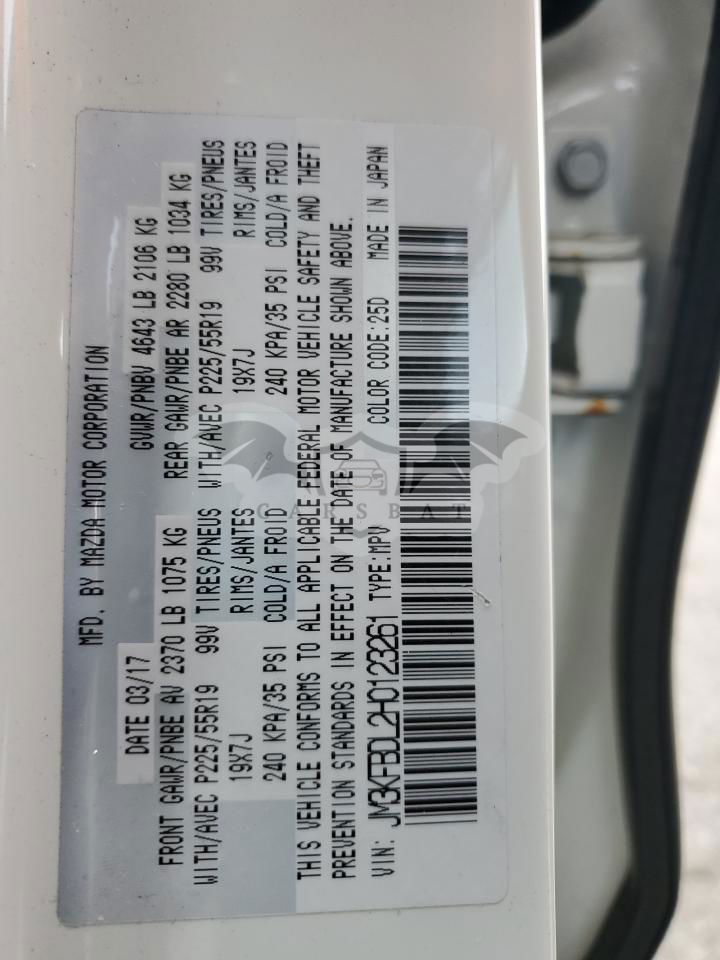 MFD. BY MAZDA MOTOR CORPORATION
DATE 03/17 GVWR/PNBV 4643 LB 2106 KG
FRONT GAWR/PNBE AV 2370 LB 1075 KG REAR GAWR/PNBE AR 2280 LB 1034 KG
WITH/AVEC P225/55R19 99V TIRES/PNEUS WITH/AVEC P225/55R19 99V TIRES/PNEUS
19X7J RIMS/JANTES 19X7J RIMS/JANTES
240 KPA/35 PSI COLD/A FROID 240 KPA/35 PSI COLD/A FROID
THIS VEHICLE CONFORMS TO ALL APPLICABLE FEDERAL MOTOR VEHICLE SAFETY AND THEFT
PREVENTION STANDARDS IN EFFECT ON THE DATE OF MANUFACTURE SHOWN ABOVE.
VIN: JM3KFBDL2H0123261 TYPE:MPV COLOR CODE:25D MADE IN JAPAN
CARSBAT